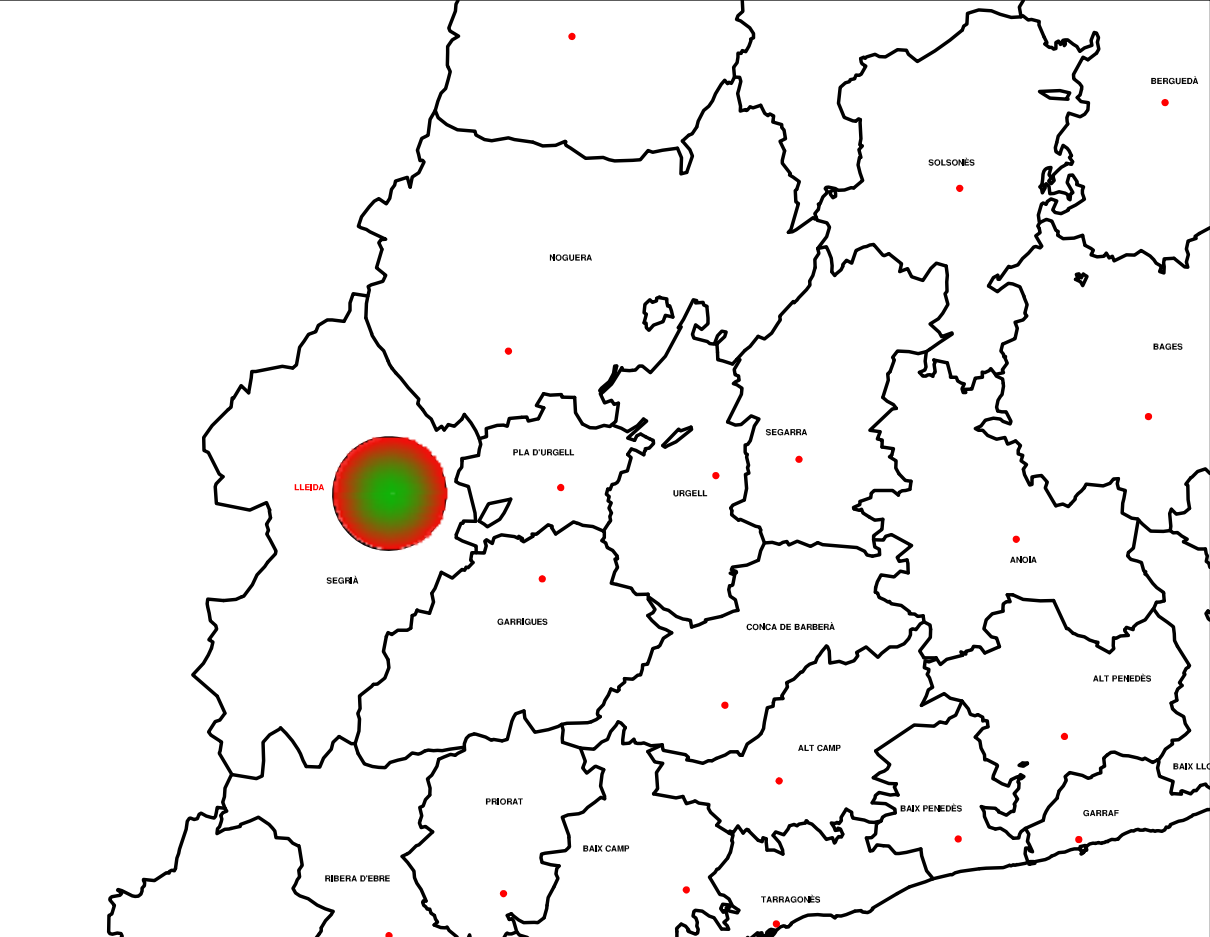 BERGUEDÀ
SOLSONÈS
NOGUERA
BAGES
SEGARRA
PLA D'URGELL
LLEIDA
URGELL
ANOIA
SEGRIÀ
GARRIGUES
CONCA DE BARBERÀ
ALT PENEDÈS
ALT CAMP
BAIX LLO
PRIORAT
BAIX PENEDÈS
GARRAF
BAIX CAMP
RIBERA D'EBRE
TARRAGONÈS